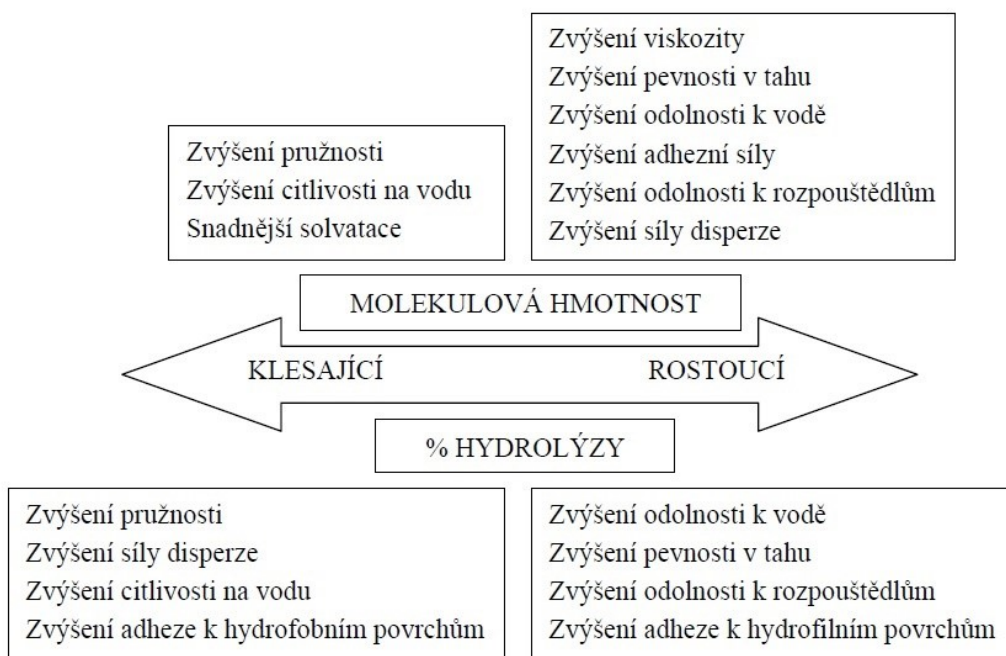 Zvýšení pružnosti
Zvýšení citlivosti na vodu
Snadnější solvatace
Zvýšení viskozity
Zvýšení pevnosti v tahu
Zvýšení odolnosti k vodě
Zvýšení adhezní síly
Zvýšení odolnosti k rozpouštědlům
Zvýšení síly disperze
MOLEKULOVÁ HMOTNOST
KLESAJÍCÍ
ROSTOUCÍ
% HYDROLÝZY
Zvýšení pružnosti
Zvýšení síly disperze
Zvýšení citlivosti na vodu
Zvýšení adheze k hydrofobním povrchům
Zvýšení odolnosti k vodě
Zvýšení pevnosti v tahu
Zvýšení odolnosti k rozpouštědlům
Zvýšení adheze k hydrofilním povrchům